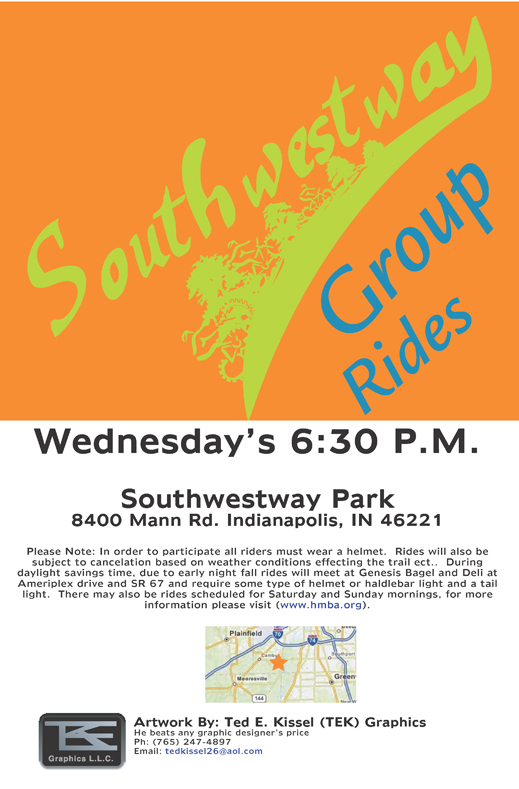 Southwestway
Group
Rides
Wednesday's 6:30 P.M.
Southwestway Park
8400 Mann Rd. Indianapolis, IN 46221
Please Note: In order to participate all riders must wear a helmet. Rides will also be
subject to cancelation based on weather conditions effecting the trail ect.. During
daylight savings time, due to early night fall rides will meet at Genesis Bagel and Deli at
Ameriplex drive and SR 67 and require some type of helmet or haldlebar light and a tail
light. There may also be rides scheduled for Saturday and Sunday mornings, for more
information please visit (www.hmba.org).
Plainfield
70
70
Camby
Southport
Mooresville
Green
144
TEK
Graphics L.L.C.
Artwork By: Ted E. Kissel (TEK) Graphics
He beats any graphic designer's price
Ph: (765) 247-4897
Email: tedkissel26@aol.com